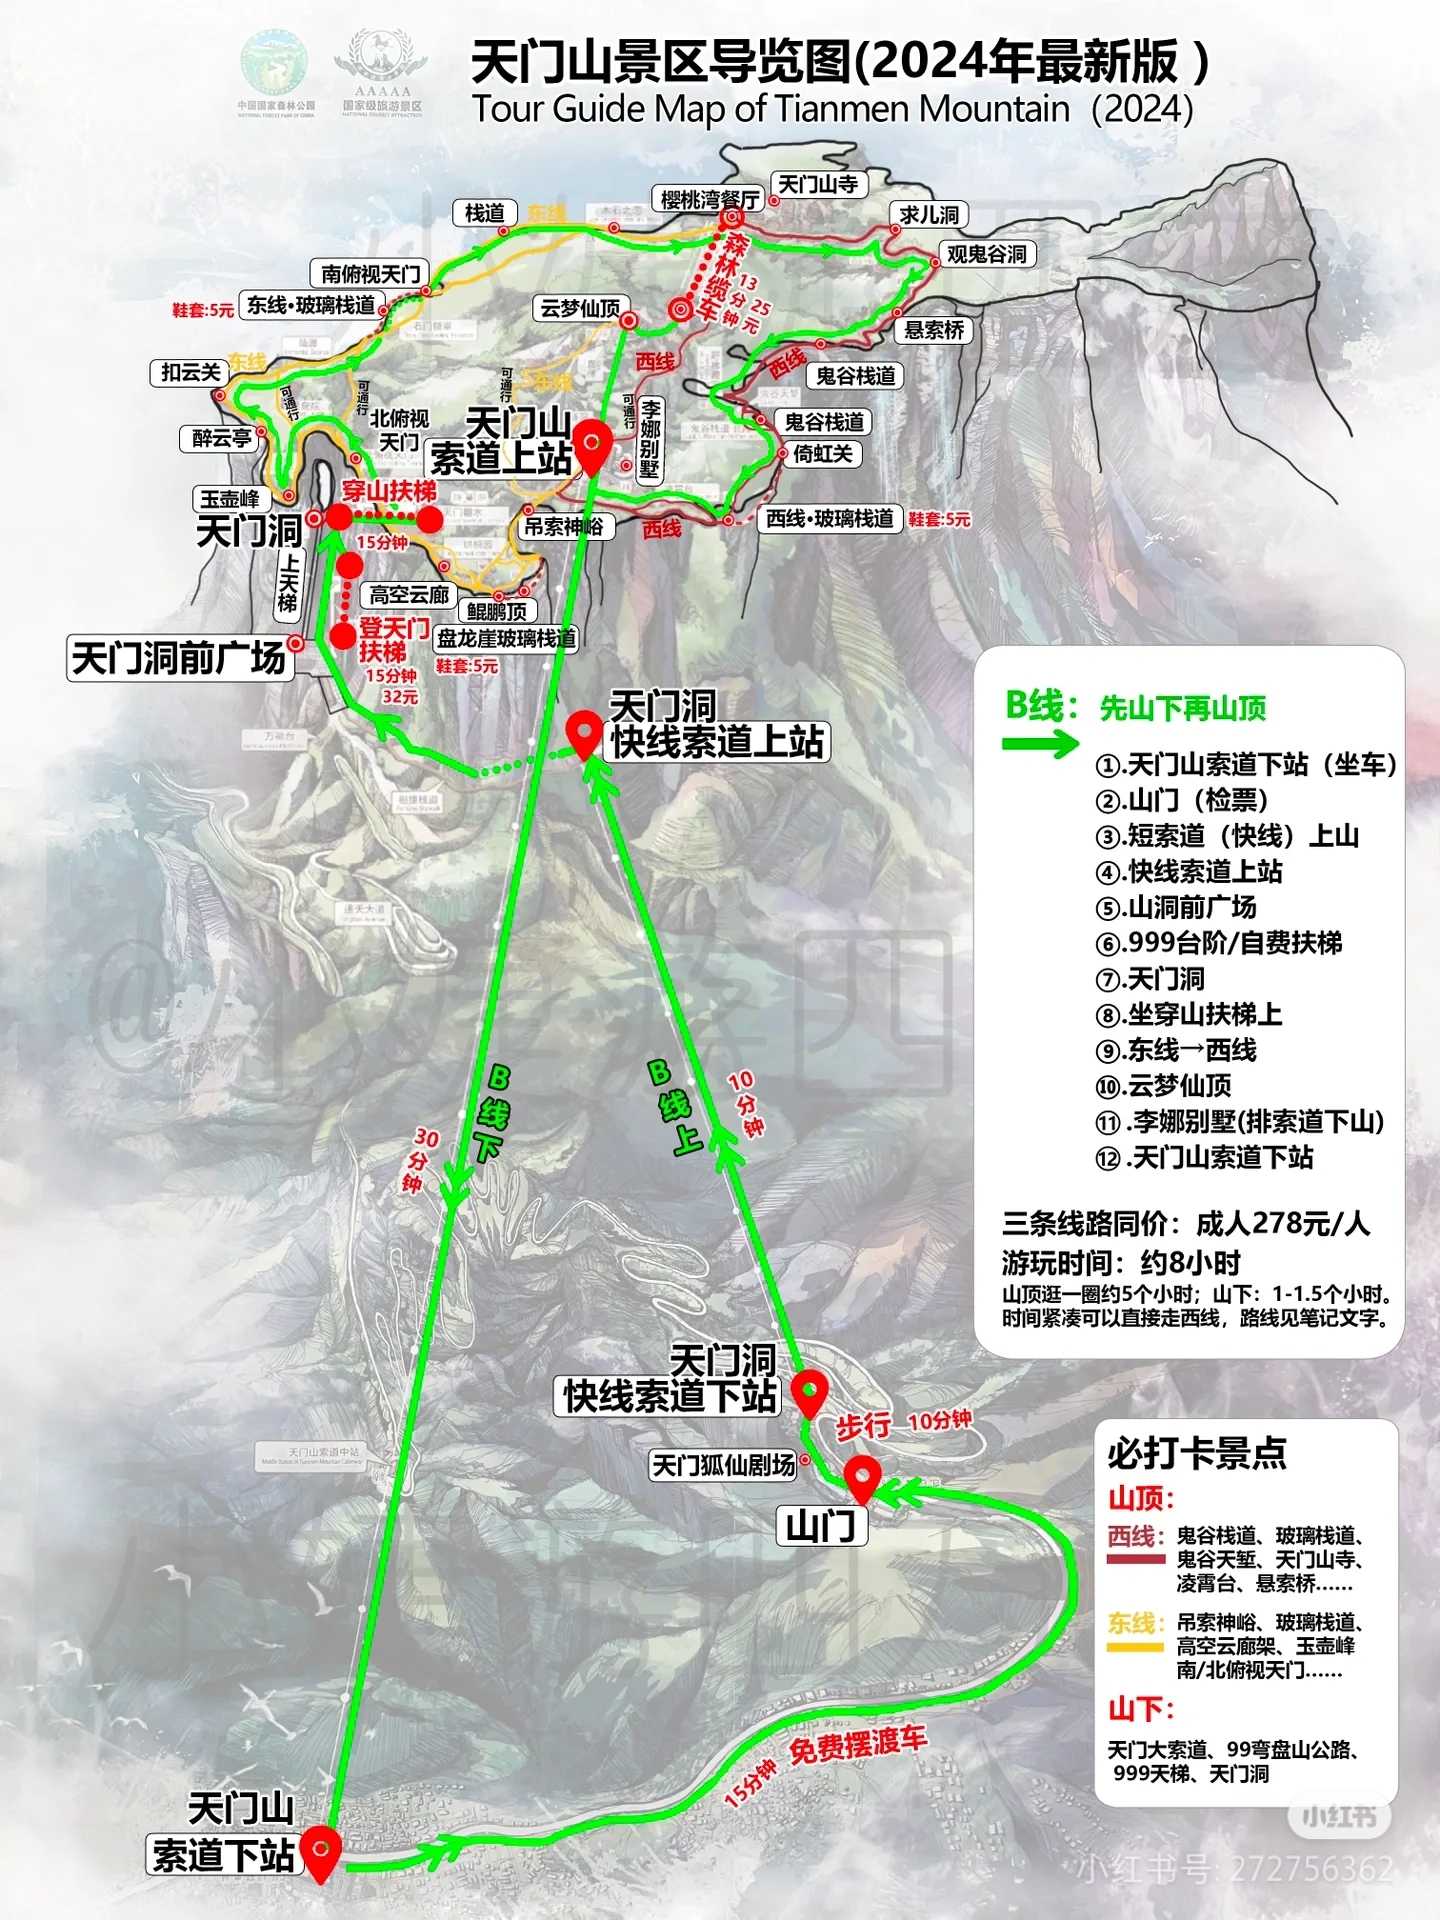 天门山景区导览图(2024年最新版）
Tour Guide Map of Tianmen Mountain（2024）
中国国家森林公园
NATIONAL FOREST PARK OF CHINA
AAAAA
国家级旅游景区
NATIONAL TOURIST ATTRACTION
天门山寺
樱桃湾餐厅
栈道
东线
求儿洞
观鬼谷洞
南俯视天门
东线·玻璃栈道
鞋套:5元
森林缆车
13分钟
25元
云梦仙顶
悬索桥
西线
西线
鬼谷栈道
东线
扣云关
可通行
可通行
可通行
可通行
东线
北俯视
天门
天门山
索道上站
李娜别墅
鬼谷栈道
倚虹关
醉云亭
玉壶峰
穿山扶梯
15分钟
天门洞
吊索神峪
西线
西线·玻璃栈道
鞋套:5元
上天梯
高空云廊
鲲鹏顶
登天门
扶梯
15分钟
32元
盘龙崖玻璃栈道
鞋套:5元
天门洞前广场
天门洞
快线索道上站
万福台
通天大道
B线：先山下再山顶
①.天门山索道下站（坐车）
②.山门（检票）
③.短索道（快线）上山
④.快线索道上站
⑤.山洞前广场
⑥.999台阶/自费扶梯
⑦.天门洞
⑧.坐穿山扶梯上
⑨.东线→西线
⑩.云梦仙顶
⑪.李娜别墅(排索道下山)
⑫.天门山索道下站
三条线路同价：成人278元/人
游玩时间：约8小时
山顶逛一圈约5个小时；山下：1-1.5个小时。
时间紧凑可以直接走西线，路线见笔记文字。
B线下
30分钟
B线上
10分钟
天门洞
快线索道下站
步行 10分钟
天门狐仙剧场
山门
天门山索道中站
必打卡景点
山顶：
西线：鬼谷栈道、玻璃栈道、
鬼谷天堑、天门山寺、
凌霄台、悬索桥......
东线：吊索神峪、玻璃栈道、
高空云廊架、玉壶峰
南/北俯视天门......
山下：
天门大索道、99弯盘山公路、
999天梯、天门洞
15分钟 免费摆渡车
天门山
索道下站
小红书
小红书号: 272756362